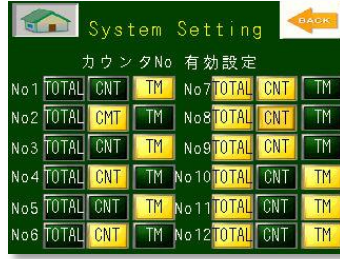 System Setting
BACK
カウンタNo 有効設定
No1 TOTAL CNT TM No7 TOTAL CNT TM
No2 TOTAL CMT TM No8 TOTAL CNT TM
No3 TOTAL CNT TM No9 TOTAL CNT TM
No4 TOTAL CNT TM No10 TOTAL CNT TM
No5 TOTAL CNT TM No11 TOTAL CNT TM
No6 TOTAL CNT TM No12 TOTAL CNT TM